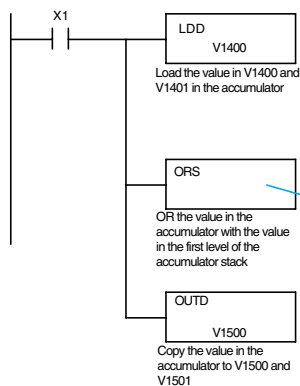 X1
LDD
V1400
Load the value in V1400 and
V1401 in the accumulator
ORS
OR the value in the
accumulator with the value
in the first level of the
accumulator stack
OUTD
V1500
Copy the value in the
accumulator to V1500 and
V1501